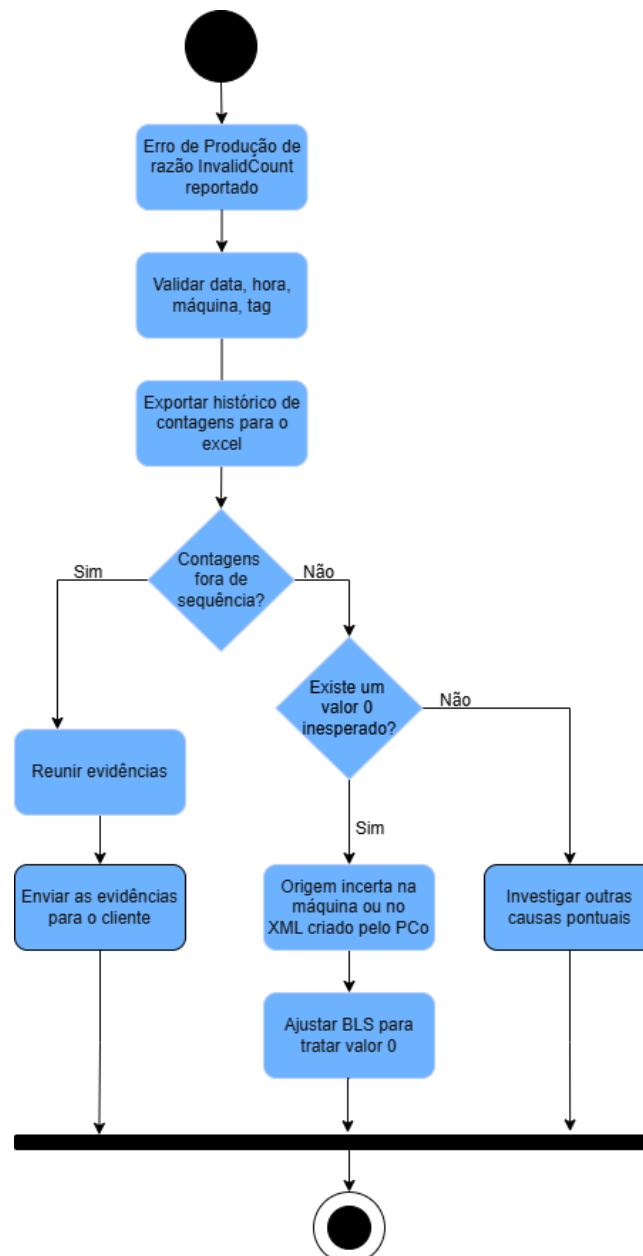 Erro de Produção de
razão InvalidCount
reportado
Validar data, hora,
máquina, tag
Exportar histórico de
contagens para o
excel
Contagens
fora de
sequência?
Sim
Não
Existe um
valor 0
inesperado?
Não
Reunir evidências
Sim
Enviar as evidências
para o cliente
Origem incerta na
máquina ou no
XML criado pelo PCo
Investigar outras
causas pontuais
Ajustar BLS para
tratar valor 0